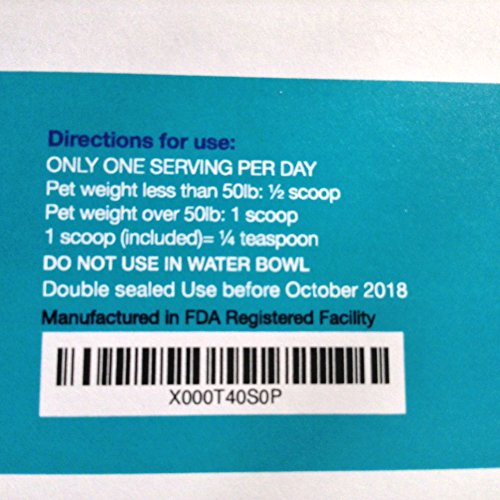 Directions for use:
ONLY ONE SERVING PER DAY
Pet weight less than 50lb: ½ scoop
Pet weight over 50lb: 1 scoop
1 scoop (included)= ¼ teaspoon
DO NOT USE IN WATER BOWL
Double sealed Use before October 2018
Manufactured in FDA Registered Facility
X000T40S0P